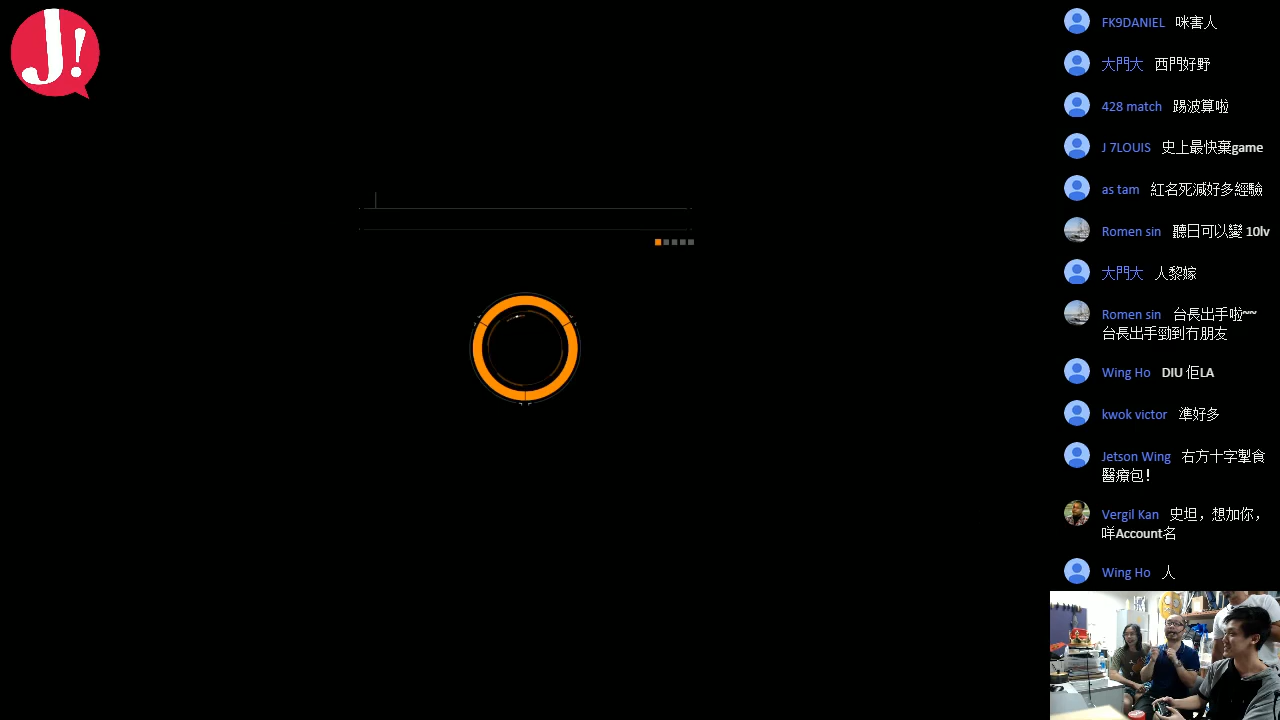 J!
FK9DANIEL 咪害人
大門大 西門好野
428 match 踢波算啦
J 7LOUIS 史上最快棄game
as tam 紅名死減好多經驗
Romen sin 聽日可以變 10lv
大門大 人黎嫁
Romen sin 台長出手啦~~
台長出手勁到冇朋友
Wing Ho DIU 佢LA
kwok victor 準好多
Jetson Wing 右方十字掣食
醫療包!
Vergil Kan 史坦，想加你，
咩Account名
Wing Ho 人